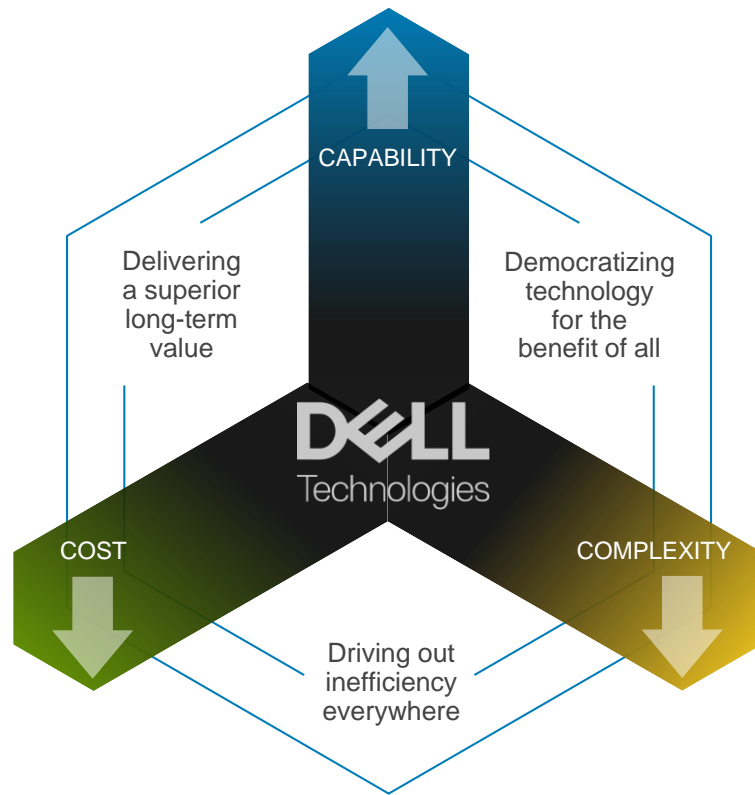 CAPABILITY
Delivering
a superior
long-term
value
Democratizing
technology
for the
benefit of all
DELL
Technologies
COST
COMPLEXITY
Driving out
inefficiency
everywhere